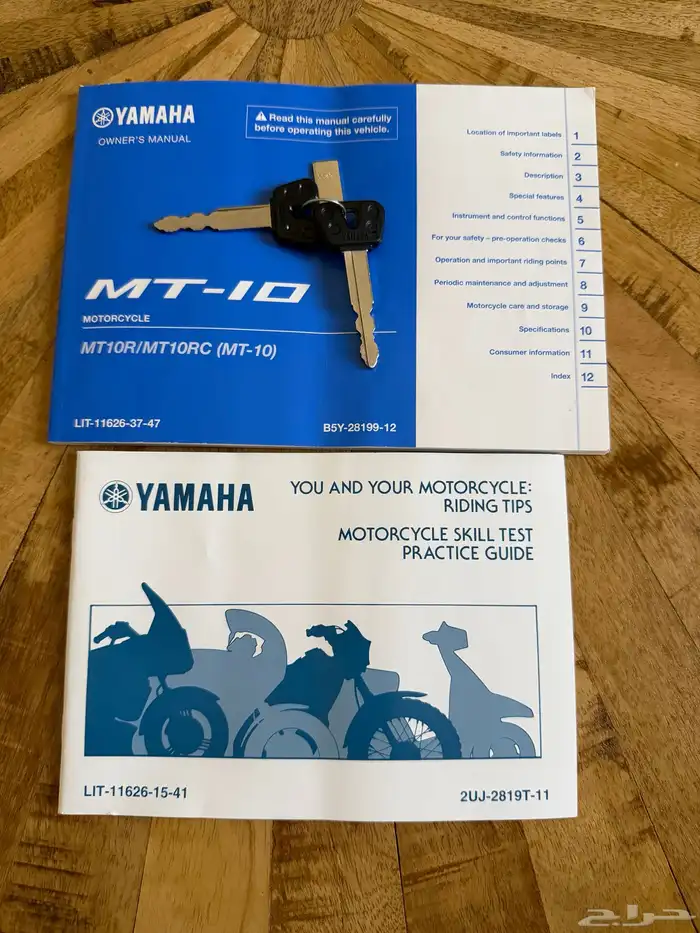 YAMAHA
OWNER'S MANUAL
Read this manual carefully
before operating this vehicle.
MT-10
MOTORCYCLE
MT10R/MT10RC (MT-10)
LIT-11626-37-47
B5Y-28199-12
Location of important labels 1
Safety information 2
Description 3
Special features 4
Instrument and control functions 5
For your safety – pre-operation checks 6
Operation and important riding points 7
Periodic maintenance and adjustment 8
Motorcycle care and storage 9
Specifications 10
Consumer information 11
Index 12
YAMAHA
YAMAHA
YOU AND YOUR MOTORCYCLE:
RIDING TIPS
MOTORCYCLE SKILL TEST
PRACTICE GUIDE
LIT-11626-15-41
2UJ-2819T-11
حراج